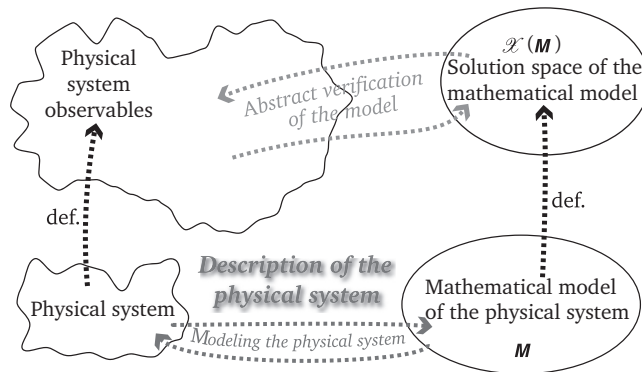 Physical
system
observables
𝒳 (M)
Solution space of the
mathematical model
Abstract verification
of the model
def.
def.
Description of the
physical system
Physical system
Mathematical model
of the physical system
M
Modeling the physical system